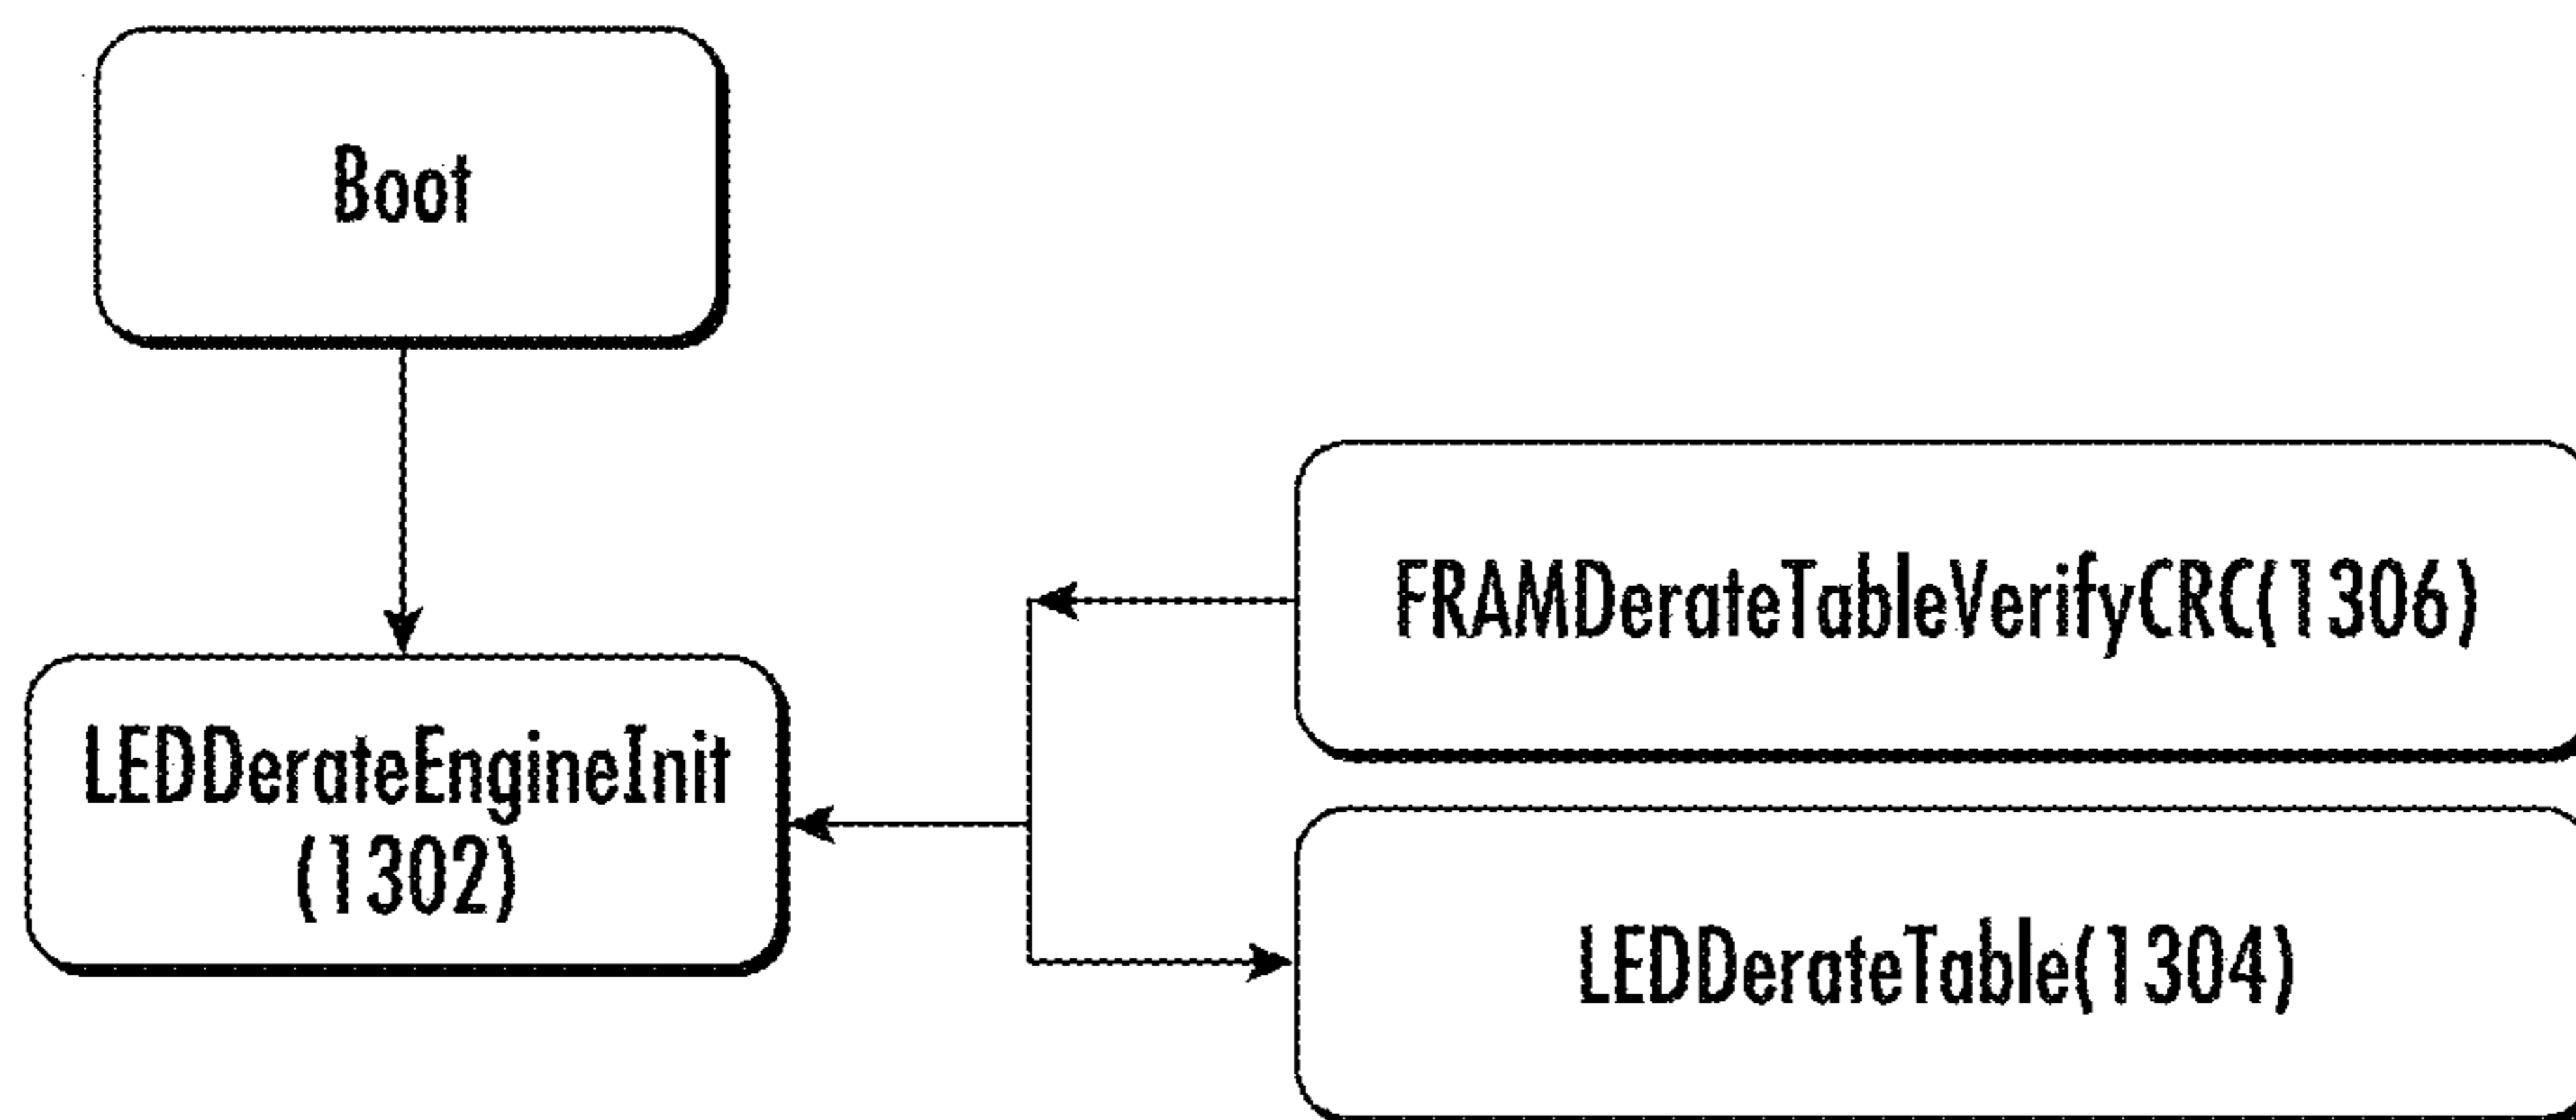 Boot
FRAMDerateTableVerifyCRC(1306)
LEDDerateEngineInit
(1302)
LEDDerateTable(1304)